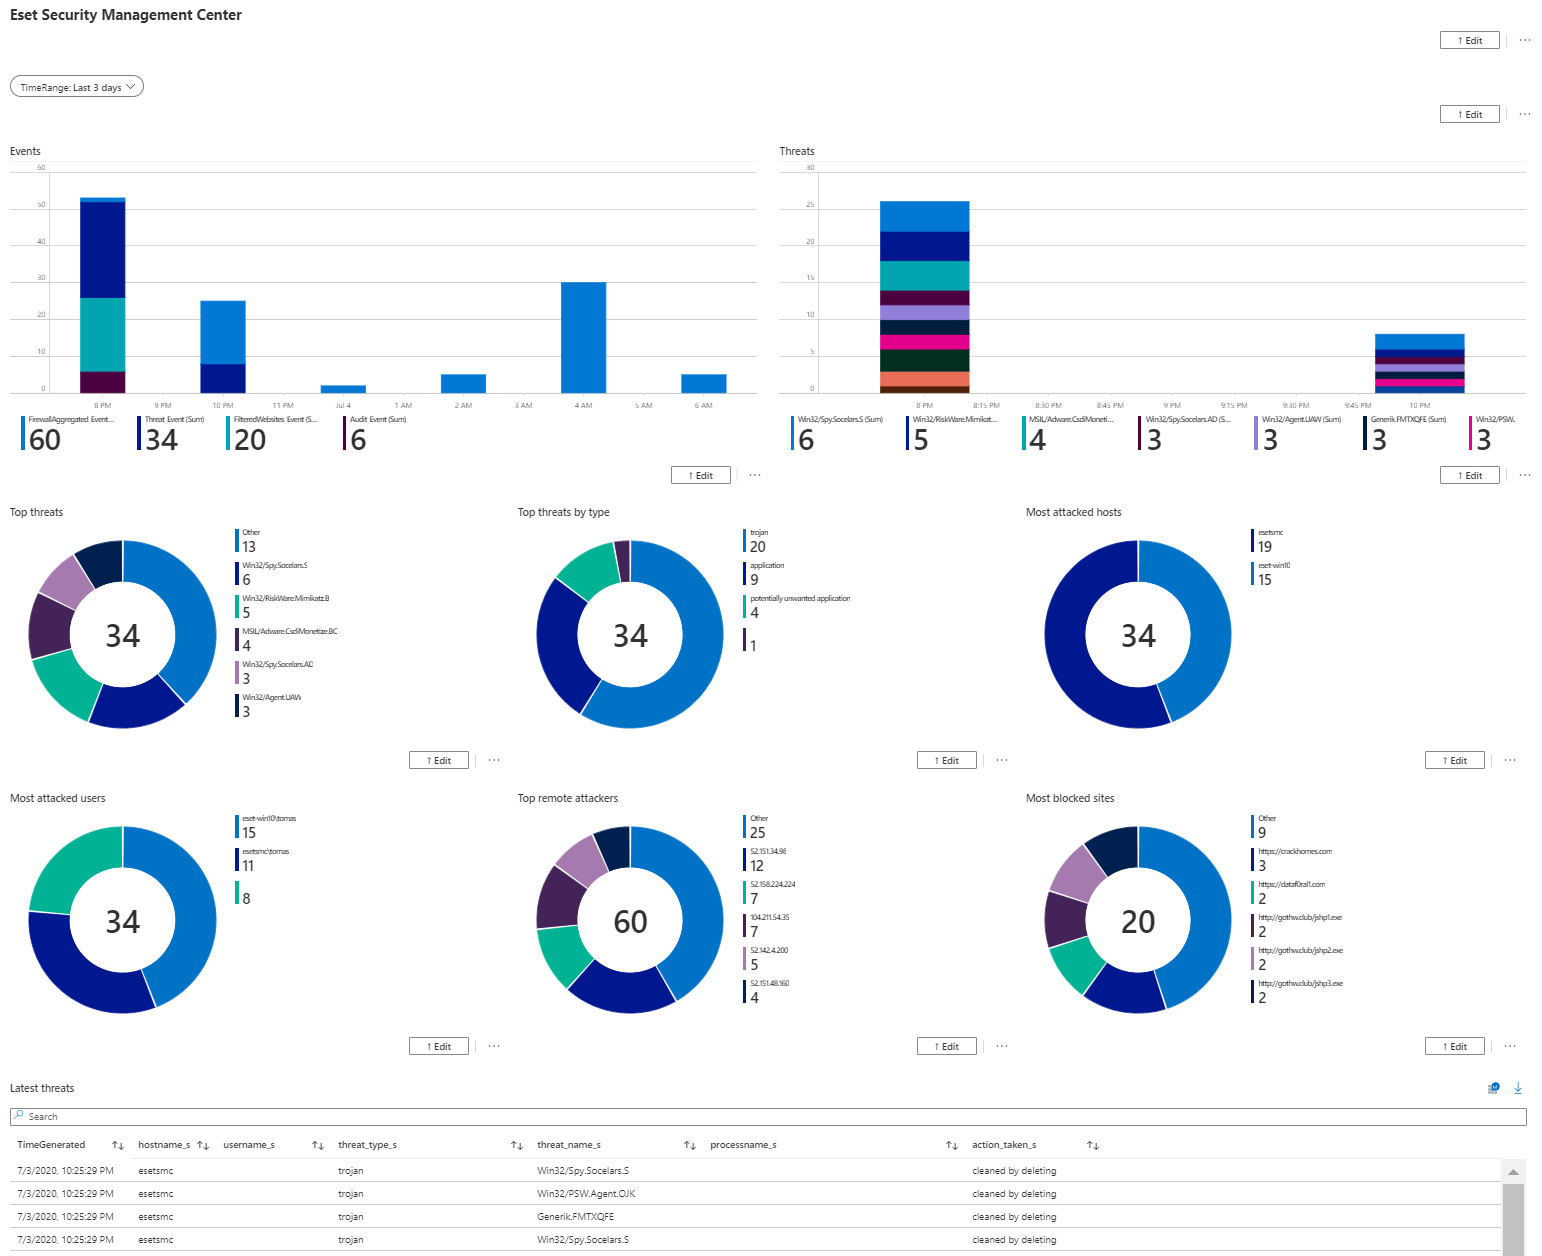 Eset Security Management Center
↑ Edit ...
TimeRange: Last 3 days
↑ Edit ...
Events
60
50
40
30
20
10
0
8 PM 9 PM 10 PM 11 PM Jul 4 1 AM 2 AM 3 AM 4 AM 5 AM 6 AM
FirewallAggregated_Event... Threat_Event (Sum) FilteredWebsites_Event (S... Audit_Event (Sum)
60 34 20 6
↑ Edit ...
Threats
30
25
20
15
10
5
0
8 PM 8:15 PM 8:30 PM 8:45 PM 9 PM 9:15 PM 9:30 PM 9:45 PM 10 PM
Win32/Spy.Socelars.S (Sum) Win32/RiskWare.Mimikat... MSIL/Adware.CsdiMoneti... Win32/Spy.Socelars.AD (S... Win32/Agent.UAW (Sum) Generik.FMTXQFE (Sum) Win32/PSW.
6 5 4 3 3 3 3
↑ Edit ...
Top threats
34
Other
13
Win32/Spy.Socelars.S
6
Win32/RiskWare.Mimikatz.B
5
MSIL/Adware.CsdiMonetize.BC
4
Win32/Spy.Socelars.AD
3
Win32/Agent.UAW
3
↑ Edit ...
Top threats by type
34
trojan
20
application
9
potentially unwanted application
4
1
↑ Edit ...
Most attacked hosts
34
esetsmc
19
eset-win10
15
↑ Edit ...
Most attacked users
34
eset-win10\tomas
15
esetsmc\tomas
11
8
↑ Edit ...
Top remote attackers
60
Other
25
52.151.34.98
12
52.158.224.224
7
104.211.54.35
7
52.142.4.200
5
52.151.48.160
4
↑ Edit ...
Most blocked sites
20
Other
9
https://crackhomes.com
3
https://dataf0ral1.com
2
http://gothw.club/jshp1.exe
2
http://gothw.club/jshp2.exe
2
http://gothw.club/jshp3.exe
2
↑ Edit ...
Latest threats
Search
TimeGenerated ↑↓ hostname_s ↑↓ username_s ↑↓ threat_type_s ↑↓ threat_name_s ↑↓ processname_s ↑↓ action_taken_s ↑↓
7/3/2020, 10:25:29 PM esetsmc trojan Win32/Spy.Socelars.S cleaned by deleting
7/3/2020, 10:25:29 PM esetsmc trojan Win32/PSW.Agent.OJK cleaned by deleting
7/3/2020, 10:25:29 PM esetsmc trojan Generik.FMTXQFE cleaned by deleting
7/3/2020, 10:25:29 PM esetsmc trojan Win32/Spy.Socelars.S cleaned by deleting